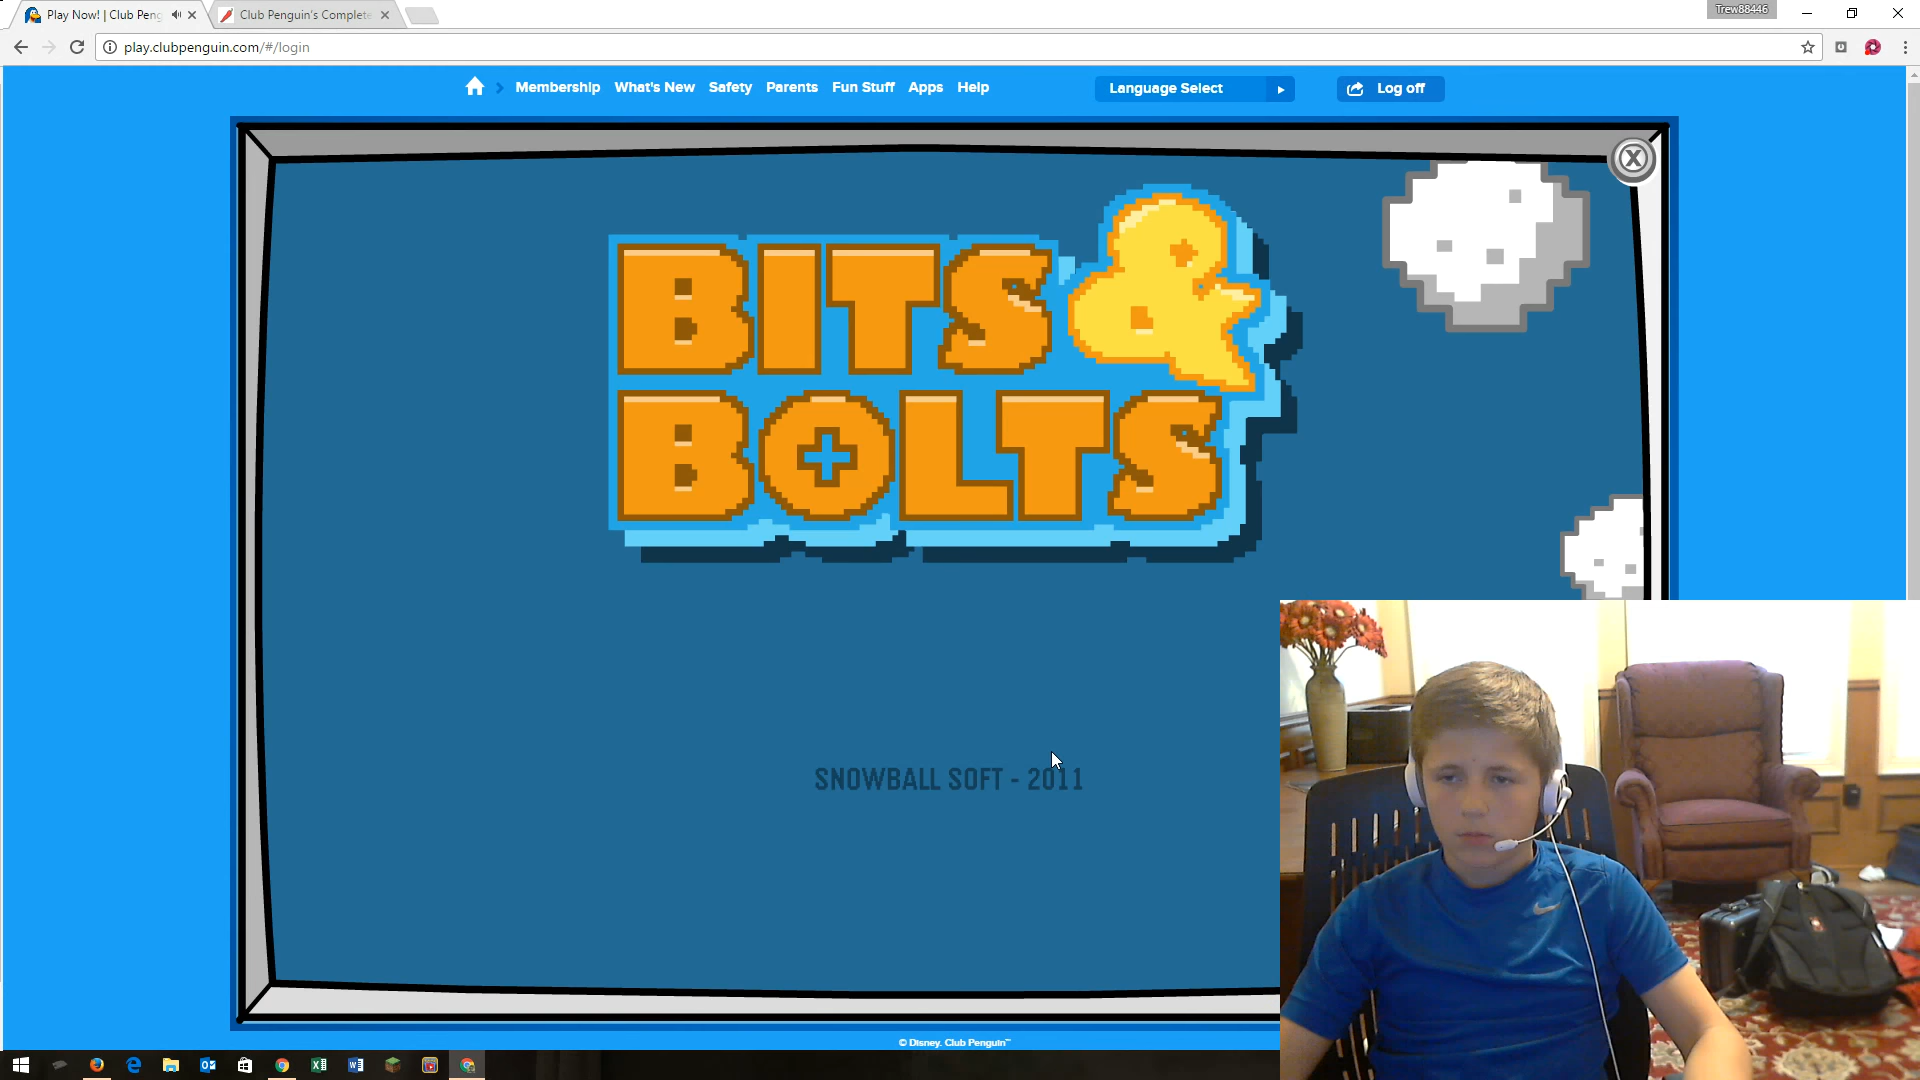 Play Now! | Club Peng
Club Penguin's Complete
Trew88446
play.clubpenguin.com/#/login
Membership What's New Safety Parents Fun Stuff Apps Help
Language Select
Log off
BITS &
BOLTS
SNOWBALL SOFT - 2011
© Disney. Club Penguin™